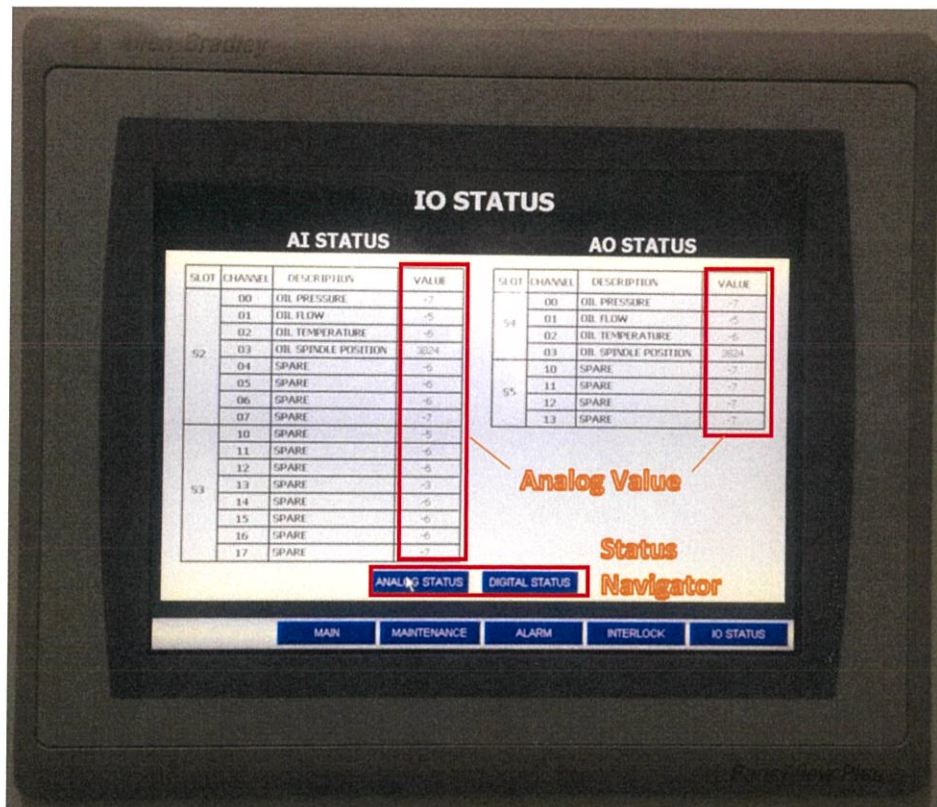 Allen-Bradley
IO STATUS
AI STATUS
SLOT CHANNEL DESCRIPTION VALUE
S2
00 OIL PRESSURE -7
01 OIL FLOW -5
02 OIL TEMPERATURE -6
03 OIL SPINDLE POSITION 3824
04 SPARE -6
05 SPARE -6
06 SPARE -6
07 SPARE -7
S3
10 SPARE -5
11 SPARE -6
12 SPARE -6
13 SPARE -3
14 SPARE -6
15 SPARE -6
16 SPARE -6
17 SPARE -7
AO STATUS
SLOT CHANNEL DESCRIPTION VALUE
S4
00 OIL PRESSURE -7
01 OIL FLOW -5
02 OIL TEMPERATURE -6
03 OIL SPINDLE POSITION 3824
S5
10 SPARE -7
11 SPARE -7
12 SPARE -7
13 SPARE -7
Analog Value
Status
Navigator
ANALOG STATUS DIGITAL STATUS
MAIN MAINTENANCE ALARM INTERLOCK IO STATUS
PanelView Plus